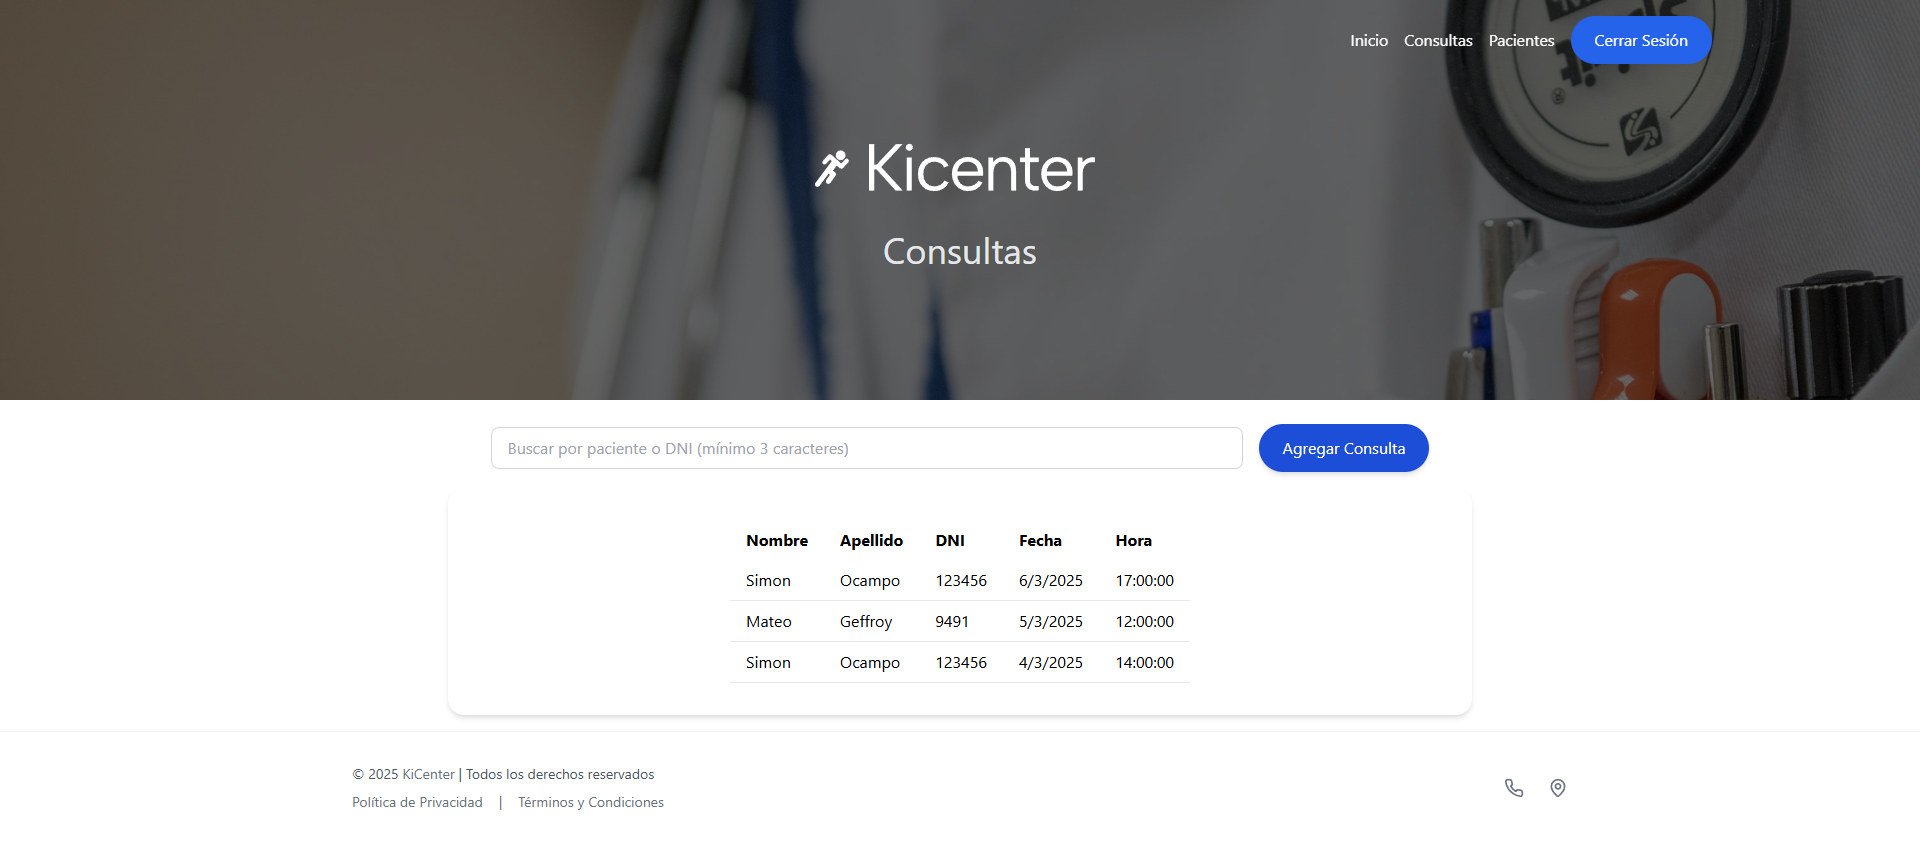 Inicio Consultas Pacientes Cerrar Sesión
Kicenter
Consultas
Buscar por paciente o DNI (mínimo 3 caracteres) Agregar Consulta
Nombre Apellido DNI Fecha Hora
Simon Ocampo 123456 6/3/2025 17:00:00
Mateo Geffroy 9491 5/3/2025 12:00:00
Simon Ocampo 123456 4/3/2025 14:00:00
© 2025 KiCenter | Todos los derechos reservados
Política de Privacidad | Términos y Condiciones